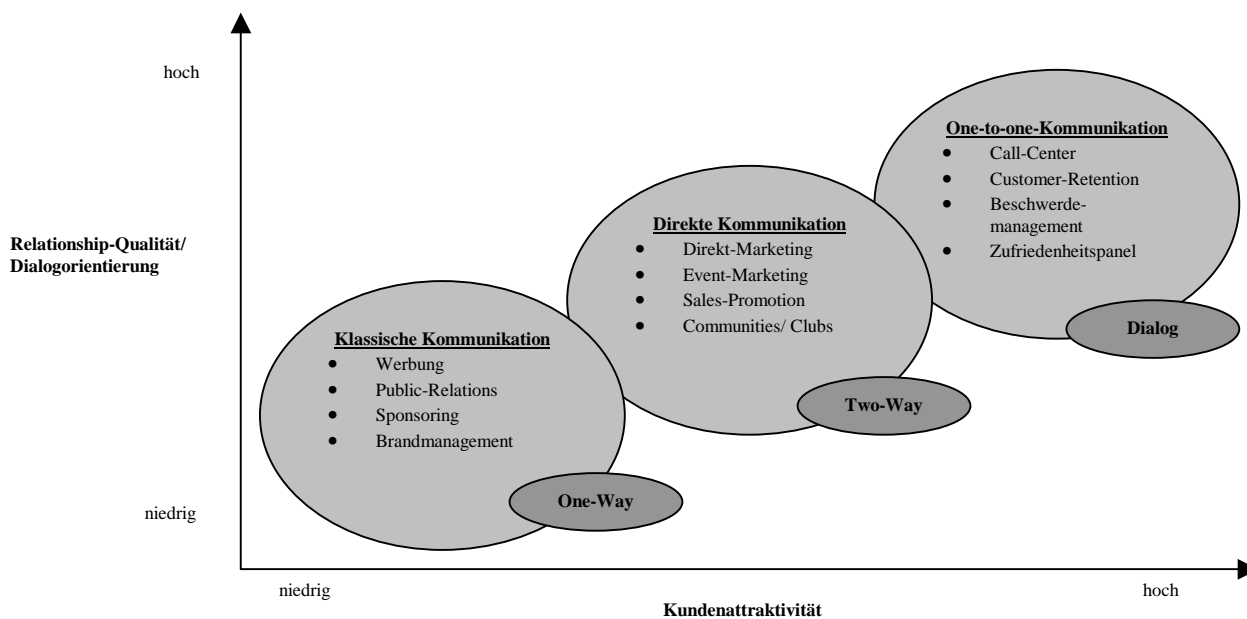 hoch
One-to-one-Kommunikation
• Call-Center
• Customer-Retention
• Beschwerde-
management
• Zufriedenheitspanel
Dialog
Relationship-Qualität/
Dialogorientierung
Direkte Kommunikation
• Direkt-Marketing
• Event-Marketing
• Sales-Promotion
• Communities/ Clubs
Two-Way
Klassische Kommunikation
• Werbung
• Public-Relations
• Sponsoring
• Brandmanagement
One-Way
niedrig
niedrig
hoch
Kundenattraktivität